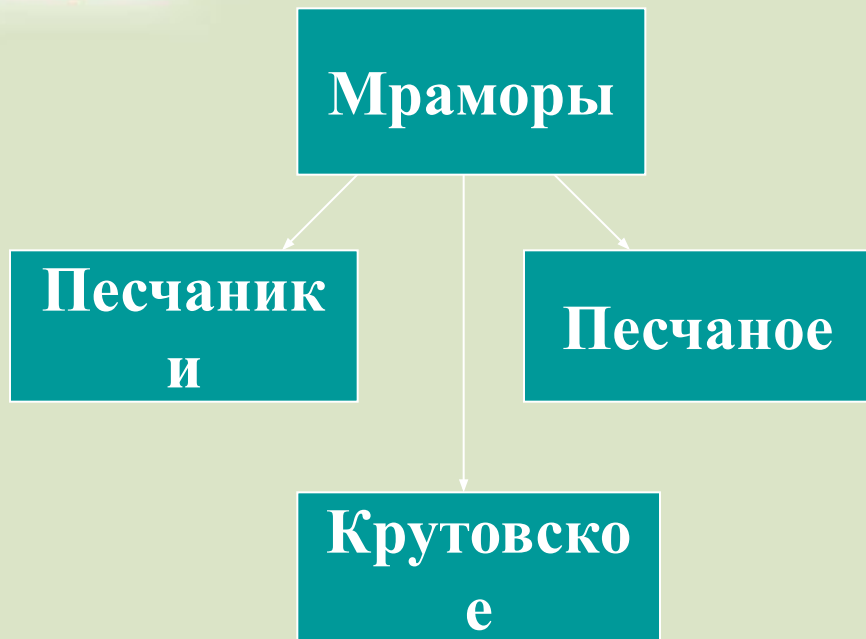 Мраморы
Песчаник
и
Песчаное
Крутовско
е